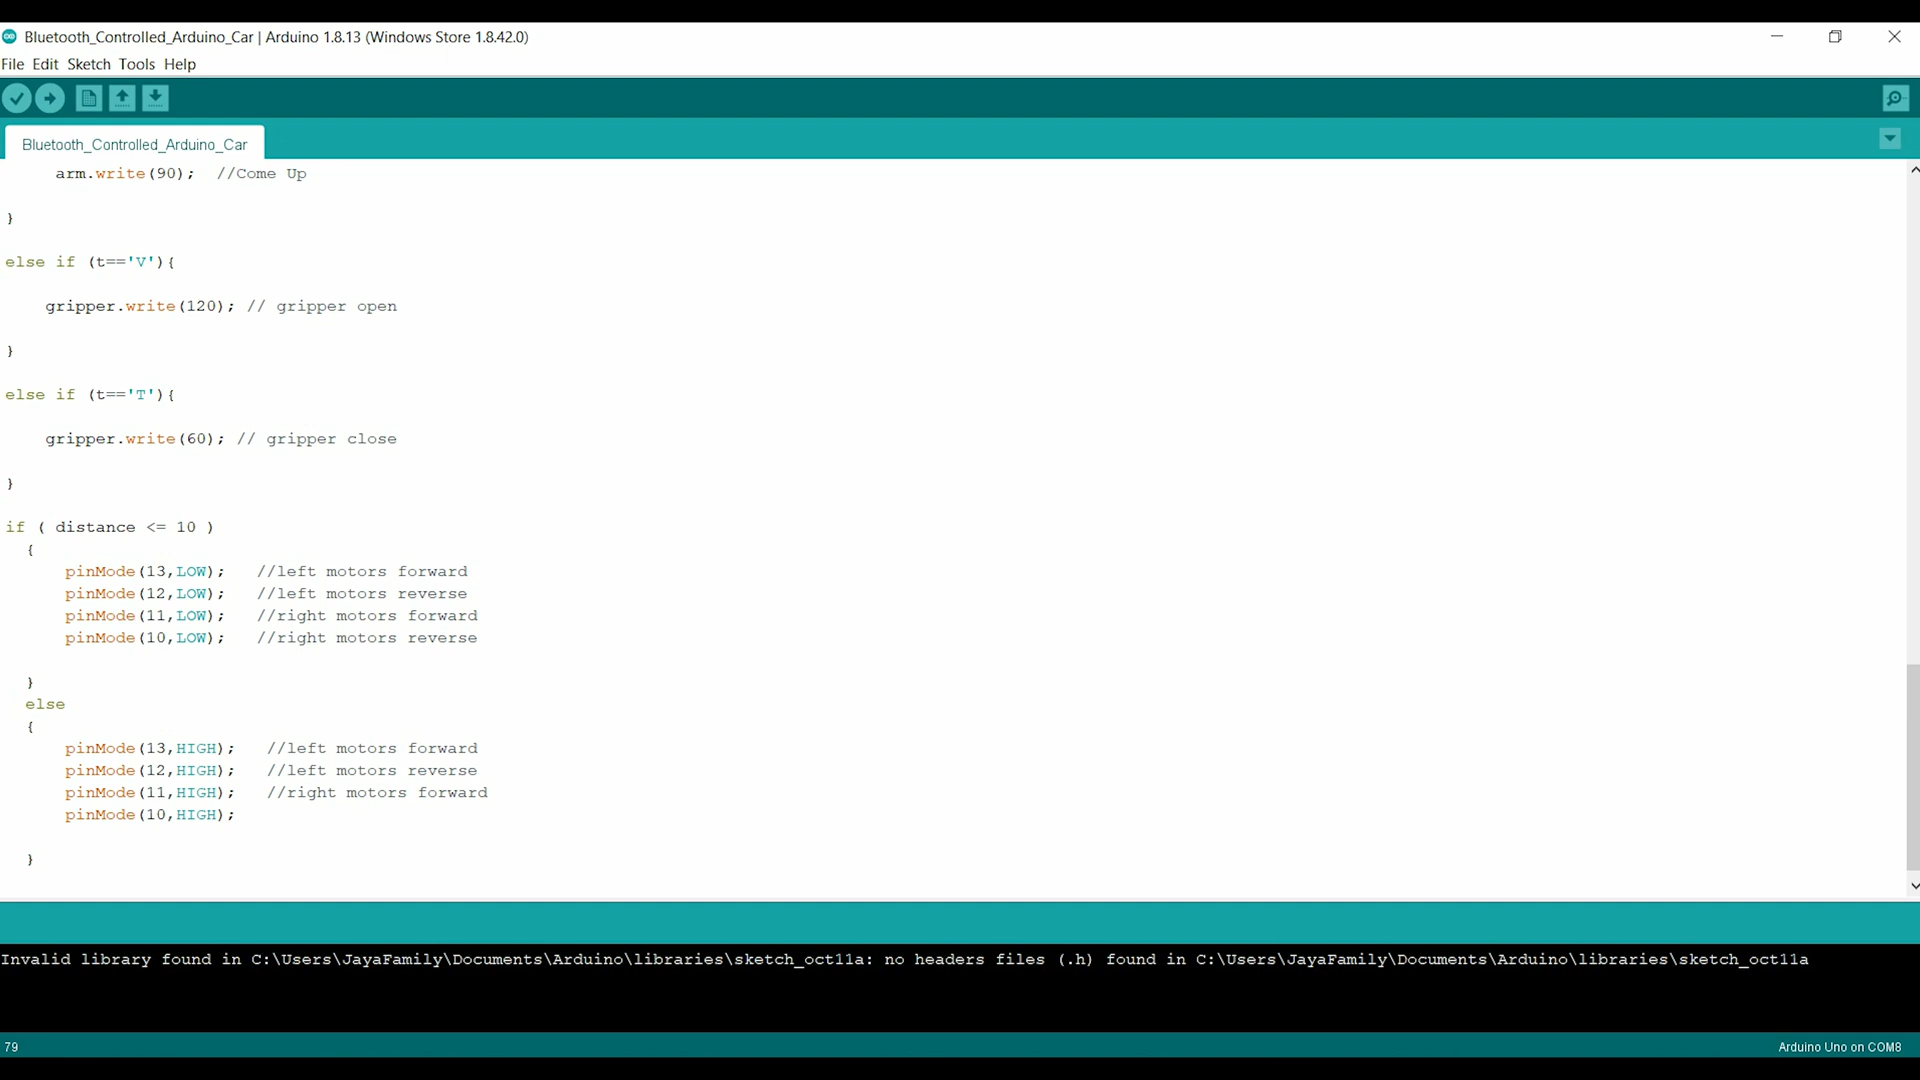 Bluetooth_Controlled_Arduino_Car | Arduino 1.8.13 (Windows Store 1.8.42.0)
File Edit Sketch Tools Help
Bluetooth_Controlled_Arduino_Car
arm.write(90);  //Come Up
}
else if (t=='V'){
gripper.write(120); // gripper open
}
else if (t=='T'){
gripper.write(60); // gripper close
}
if ( distance <= 10 )
{
pinMode(13,LOW);   //left motors forward
pinMode(12,LOW);   //left motors reverse
pinMode(11,LOW);   //right motors forward
pinMode(10,LOW);   //right motors reverse
}
else
{
pinMode(13,HIGH);   //left motors forward
pinMode(12,HIGH);   //left motors reverse
pinMode(11,HIGH);   //right motors forward
pinMode(10,HIGH);
}
Invalid library found in C:\Users\JayaFamily\Documents\Arduino\libraries\sketch_oct11a: no headers files (.h) found in C:\Users\JayaFamily\Documents\Arduino\libraries\sketch_oct11a
79
Arduino Uno on COM8